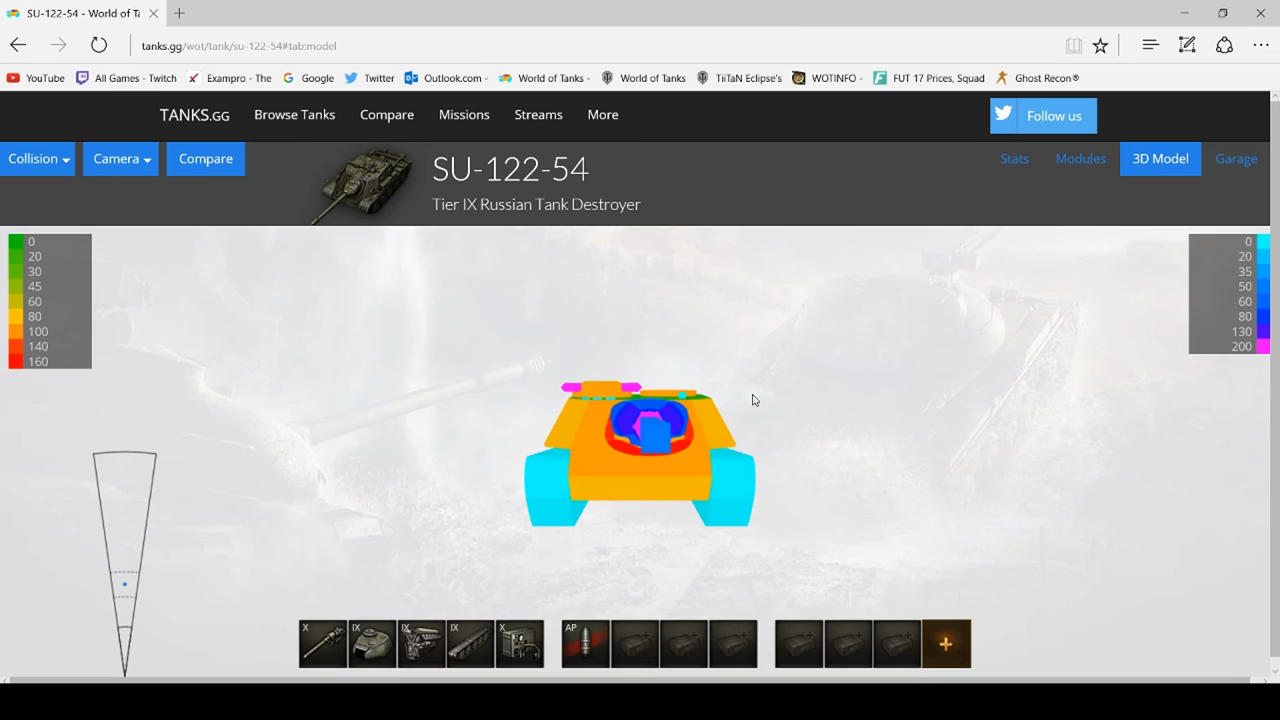 SU-122-54 - World of Ta
tanks.gg/wot/tank/su-122-54#tab:model
YouTube All Games - Twitch Exampro - The Google Twitter Outlook.com - World of Tanks - World of Tanks TiiTaN Eclipse's WOTINFO - FUT 17 Prices, Squad Ghost Recon®
TANKS.GG Browse Tanks Compare Missions Streams More Follow us
Collision Camera Compare
SU-122-54
Tier IX Russian Tank Destroyer
Stats Modules 3D Model Garage
0
20
30
45
60
80
100
140
160
0
20
35
50
60
80
130
200
X IX IX IX X AP